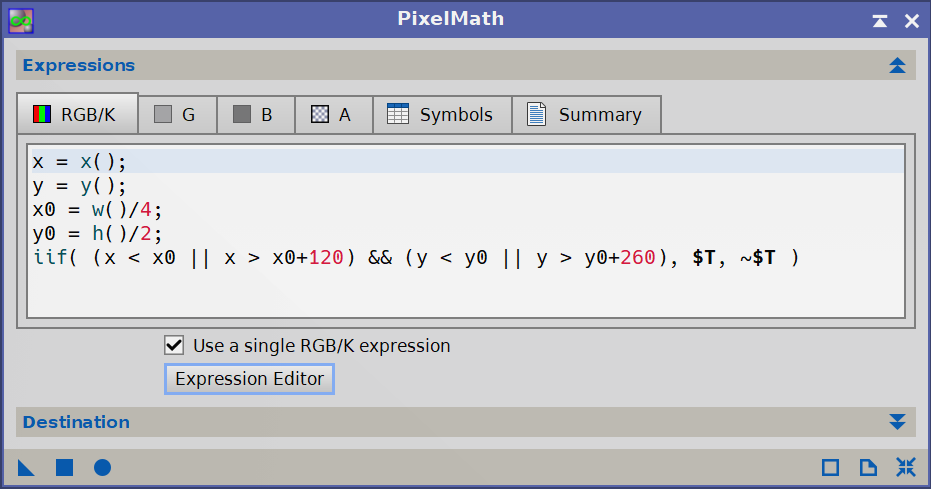 PixelMath
Expressions
RGB/K G B A Symbols Summary
x = x();
y = y();
x0 = w()/4;
y0 = h()/2;
iif( (x < x0 || x > x0+120) && (y < y0 || y > y0+260), $T, ~$T )
Use a single RGB/K expression
Expression Editor
Destination